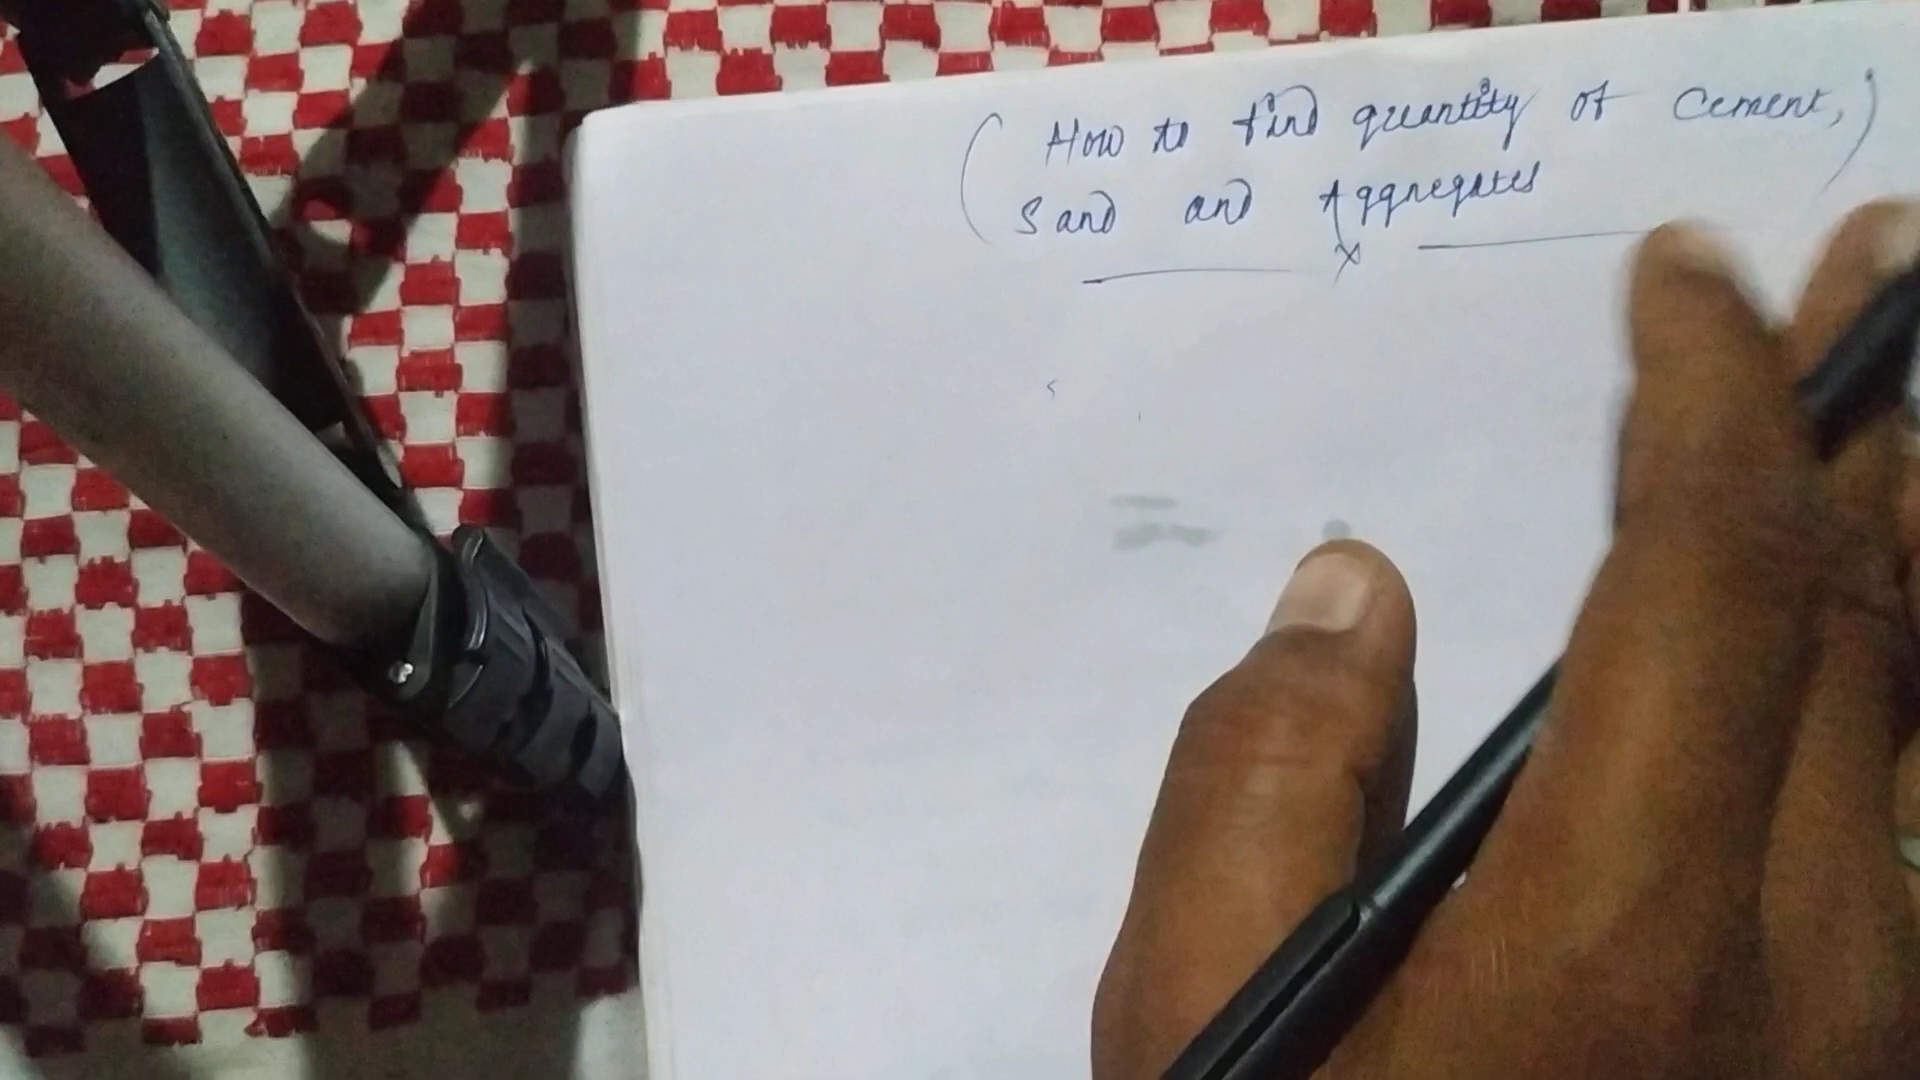 (How to find quantity of Cement,)
Sand and Aggregates